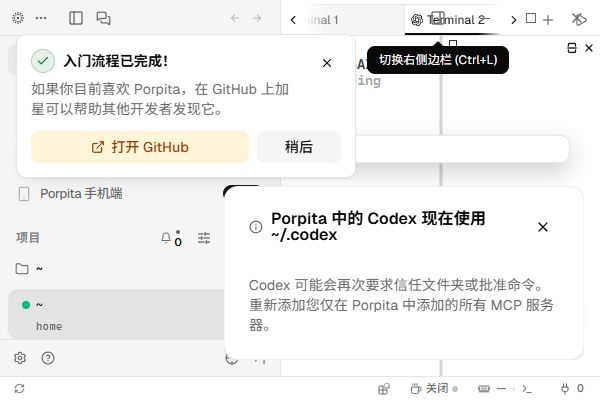 Terminal 2
切换右侧边栏 (Ctrl+L)
入门流程已完成！
如果你目前喜欢 Porpita，在 GitHub 上加
星可以帮助其他开发者发现它。
打开 GitHub
稍后
Porpita 手机端
项目
0
~
~
home
Porpita 中的 Codex 现在使用
~/.codex
Codex 可能会再次要求信任文件夹或批准命令。
重新添加您仅在 Porpita 中添加的所有 MCP 服务
器。
关闭
0